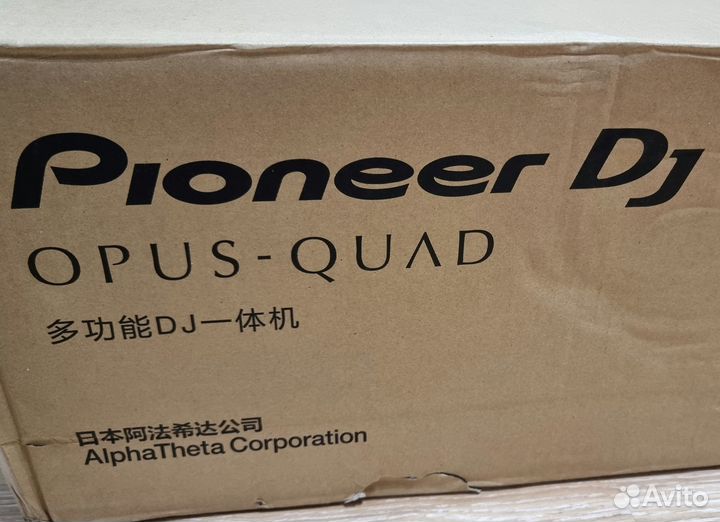 Pioneer DJ
OPUS-QUAD
多功能DJ一体机
日本阿法希达公司
AlphaTheta Corporation
Avito